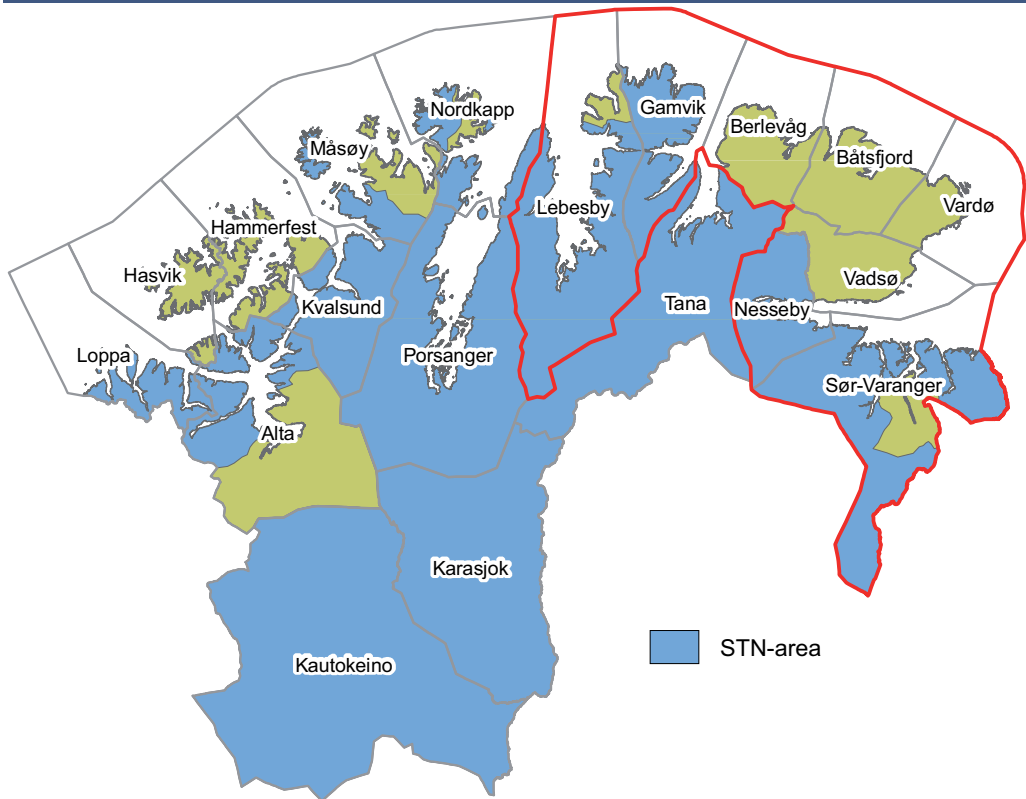 Nordkapp
Gamvik
Berlevåg
Måsøy
Båtsfjord
Vardø
Lebesby
Hammerfest
Hasvik
Vadsø
Kvalsund
Tana
Nesseby
Loppa
Porsanger
Sør-Varanger
Alta
Karasjok
STN-area
Kautokeino